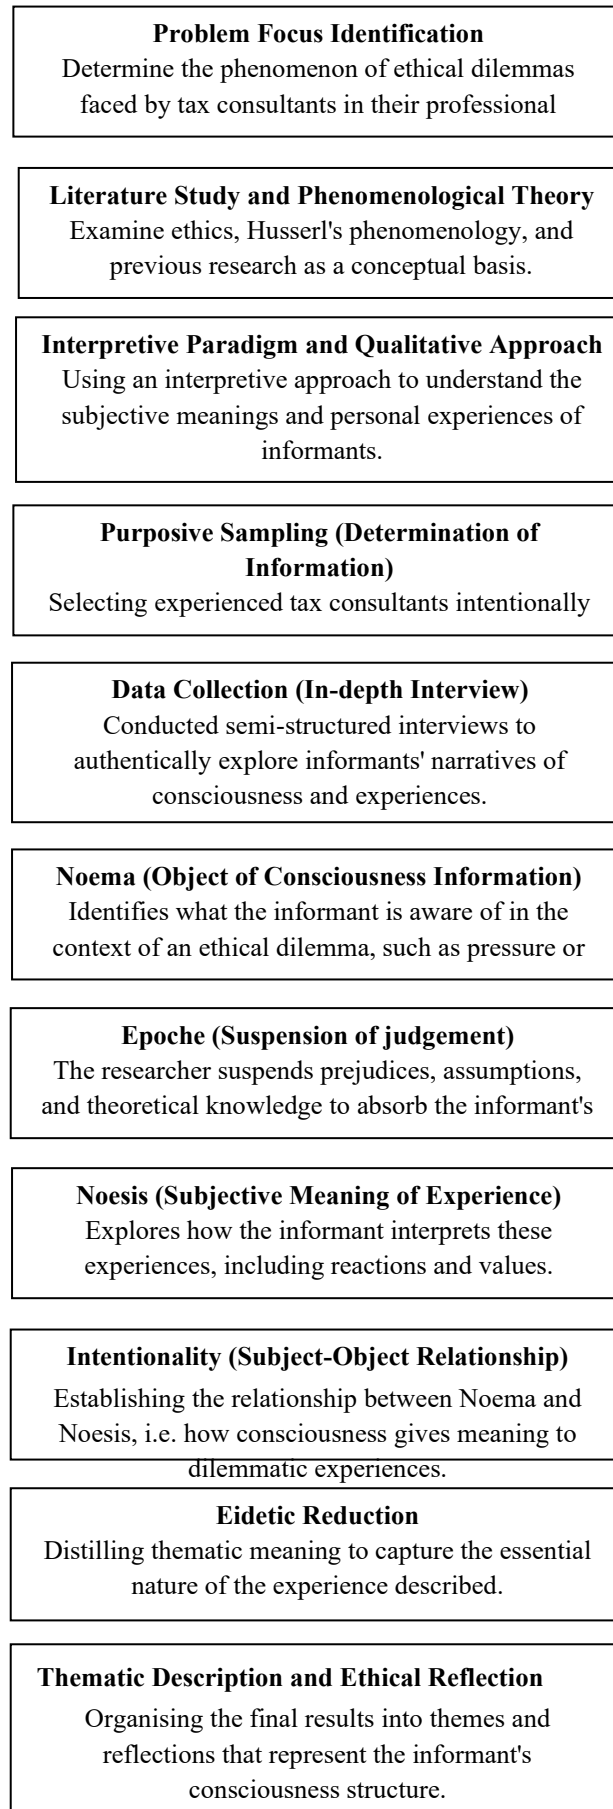 Problem Focus Identification
Determine the phenomenon of ethical dilemmas
faced by tax consultants in their professional
Literature Study and Phenomenological Theory
Examine ethics, Husserl's phenomenology, and
previous research as a conceptual basis.
Interpretive Paradigm and Qualitative Approach
Using an interpretive approach to understand the
subjective meanings and personal experiences of
informants.
Purposive Sampling (Determination of
Information)
Selecting experienced tax consultants intentionally
Data Collection (In-depth Interview)
Conducted semi-structured interviews to
authentically explore informants' narratives of
consciousness and experiences.
Noema (Object of Consciousness Information)
Identifies what the informant is aware of in the
context of an ethical dilemma, such as pressure or
Epoche (Suspension of judgement)
The researcher suspends prejudices, assumptions,
and theoretical knowledge to absorb the informant's
Noesis (Subjective Meaning of Experience)
Explores how the informant interprets these
experiences, including reactions and values.
Intentionality (Subject-Object Relationship)
Establishing the relationship between Noema and
Noesis, i.e. how consciousness gives meaning to
dilemmatic experiences.
Eidetic Reduction
Distilling thematic meaning to capture the essential
nature of the experience described.
Thematic Description and Ethical Reflection
Organising the final results into themes and
reflections that represent the informant's
consciousness structure.